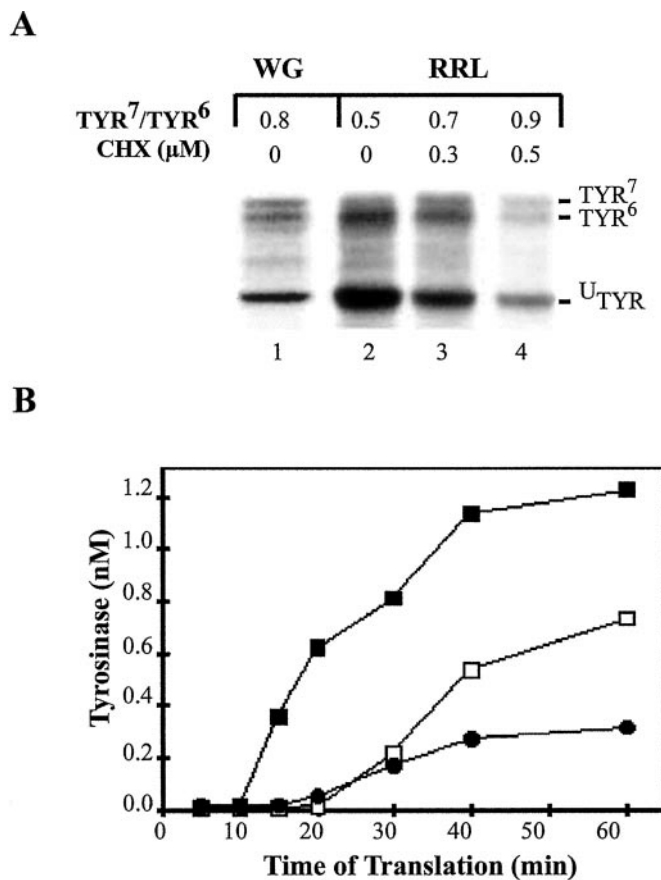 A
WG RRL
TYR⁷/TYR⁶ 0.8 0.5 0.7 0.9
CHX (µM) 0 0 0.3 0.5
TYR⁷
TYR⁶
ᵁTYR
1 2 3 4
B
Tyrosinase (nM)
1.2
1.0
0.8
0.6
0.4
0.2
0.0
0 10 20 30 40 50 60
Time of Translation (min)